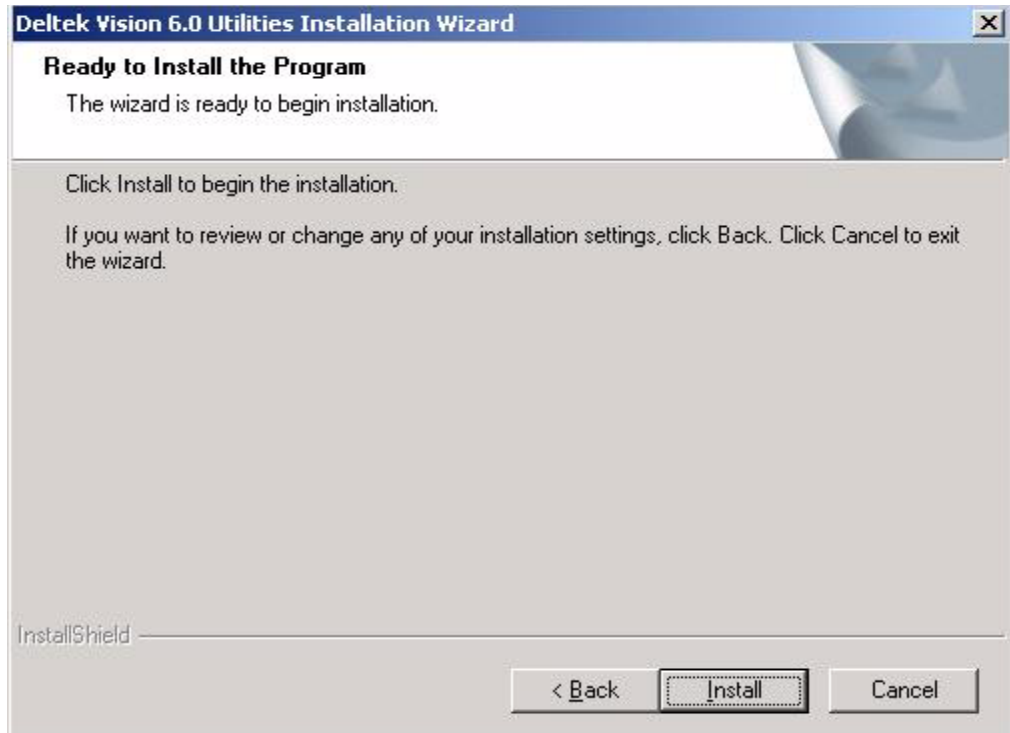 Deltek Vision 6.0 Utilities Installation Wizard
Ready to Install the Program
The wizard is ready to begin installation.
Click Install to begin the installation.
If you want to review or change any of your installation settings, click Back. Click Cancel to exit
the wizard.
InstallShield
< Back Install Cancel